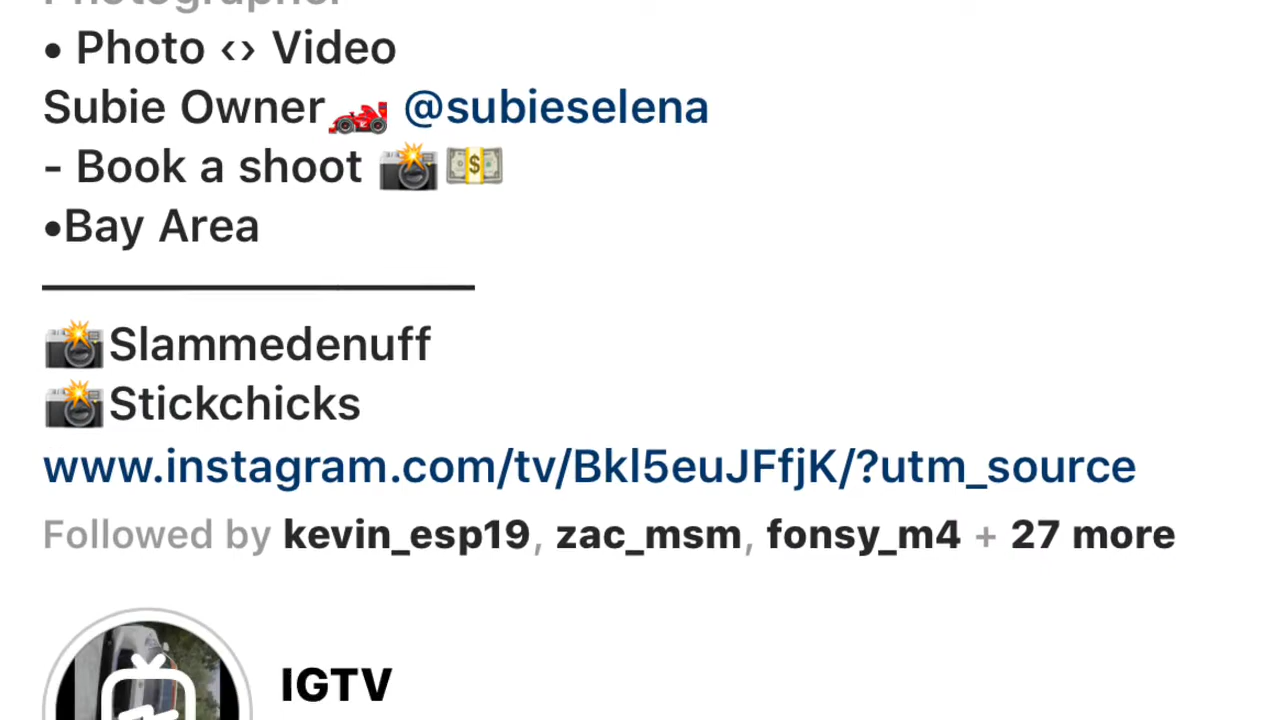 Photographer
• Photo ‹› Video
Subie Owner🏎 @subieselena
- Book a shoot 📸💵
•Bay Area
📸Slammedenuff
📸Stickchicks
www.instagram.com/tv/Bkl5euJFfjK/?utm_source
Followed by kevin_esp19, zac_msm, fonsy_m4 + 27 more
IGTV